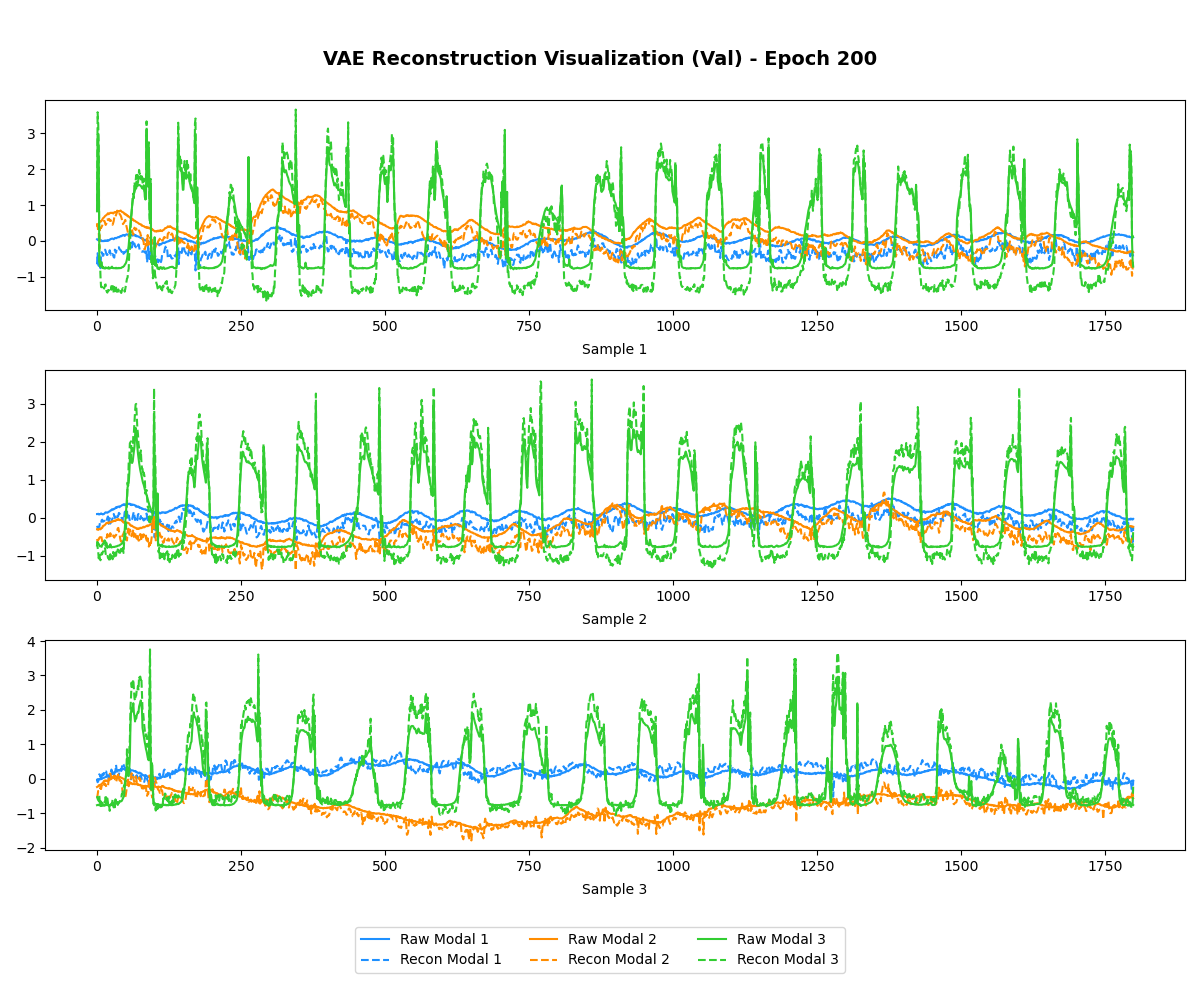 VAE Reconstruction Visualization (Val) - Epoch 200
3
2
1
0
−1
0 250 500 750 1000 1250 1500 1750
Sample 1
3
2
1
0
−1
0 250 500 750 1000 1250 1500 1750
Sample 2
4
3
2
1
0
−1
−2
0 250 500 750 1000 1250 1500 1750
Sample 3
Raw Modal 1 Raw Modal 2 Raw Modal 3
Recon Modal 1 Recon Modal 2 Recon Modal 3